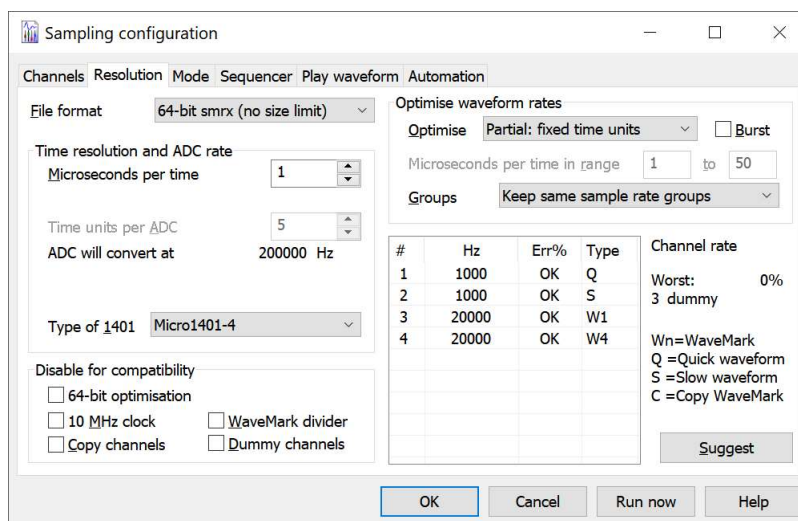 Sampling configuration
Channels Resolution Mode Sequencer Play waveform Automation
File format 64-bit smrx (no size limit)
Time resolution and ADC rate
Microseconds per time 1
Time units per ADC 5
ADC will convert at 200000 Hz
Type of 1401 Micro1401-4
Disable for compatibility
64-bit optimisation
10 MHz clock WaveMark divider
Copy channels Dummy channels
Optimise waveform rates
Optimise Partial: fixed time units Burst
Microseconds per time in range 1 to 50
Groups Keep same sample rate groups
# Hz Err% Type
1 1000 OK Q
2 1000 OK S
3 20000 OK W1
4 20000 OK W4
Channel rate
Worst: 0%
3 dummy
Wn=WaveMark
Q =Quick waveform
S =Slow waveform
C =Copy WaveMark
Suggest
OK Cancel Run now Help